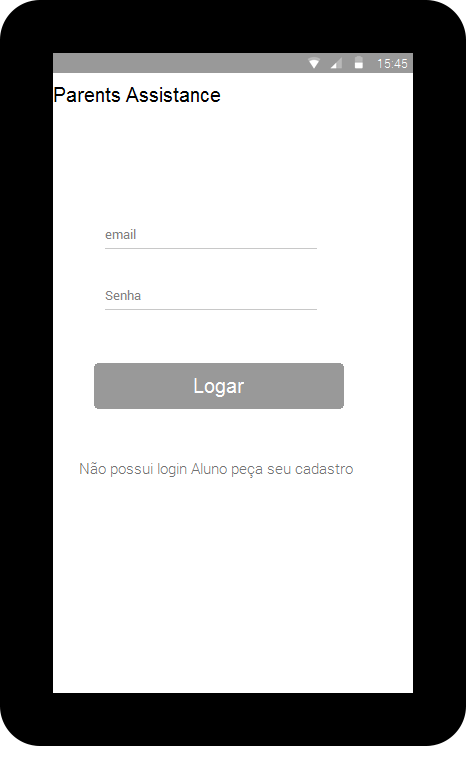 15:45
Parents Assistance
email
Senha
Logar
Não possui login Aluno peça seu cadastro